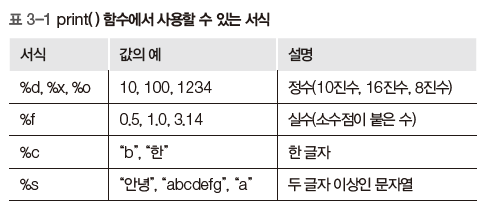 표 3-1 print( ) 함수에서 사용할 수 있는 서식
서식 값의 예 설명
%d, %x, %o 10, 100, 1234 정수(10진수, 16진수, 8진수)
%f 0.5, 1.0, 3.14 실수(소수점이 붙은 수)
%c “b”, “한” 한 글자
%s “안녕”, “abcdefg”, “a” 두 글자 이상인 문자열